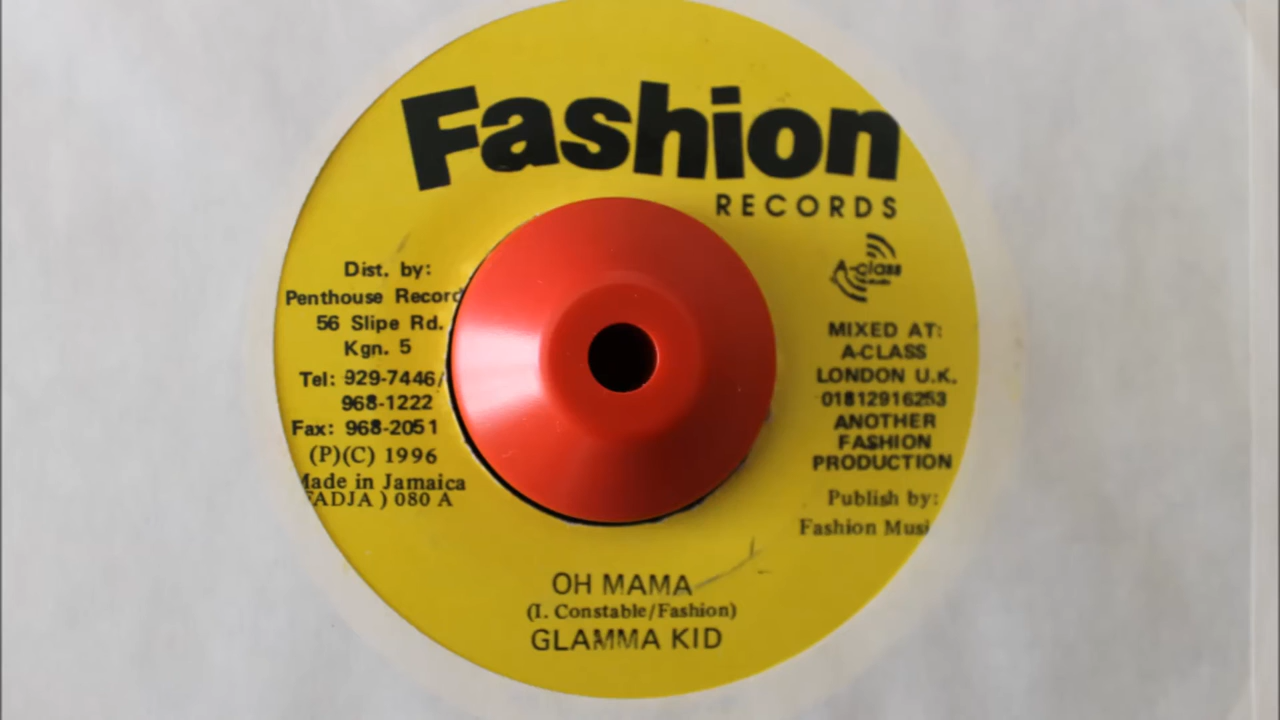 Fashion
RECORDS
Dist. by:
Penthouse Record
56 Slipe Rd.
Kgn. 5
Tel: 929-7446/
968-1222
Fax: 968-2051
(P)(C) 1996
Made in Jamaica
FADJA ) 080 A
A-class
MIXED AT:
A-CLASS
LONDON U.K.
01812916253
ANOTHER
FASHION
PRODUCTION
Publish by:
Fashion Musi
OH MAMA
(I. Constable/Fashion)
GLAMMA KID